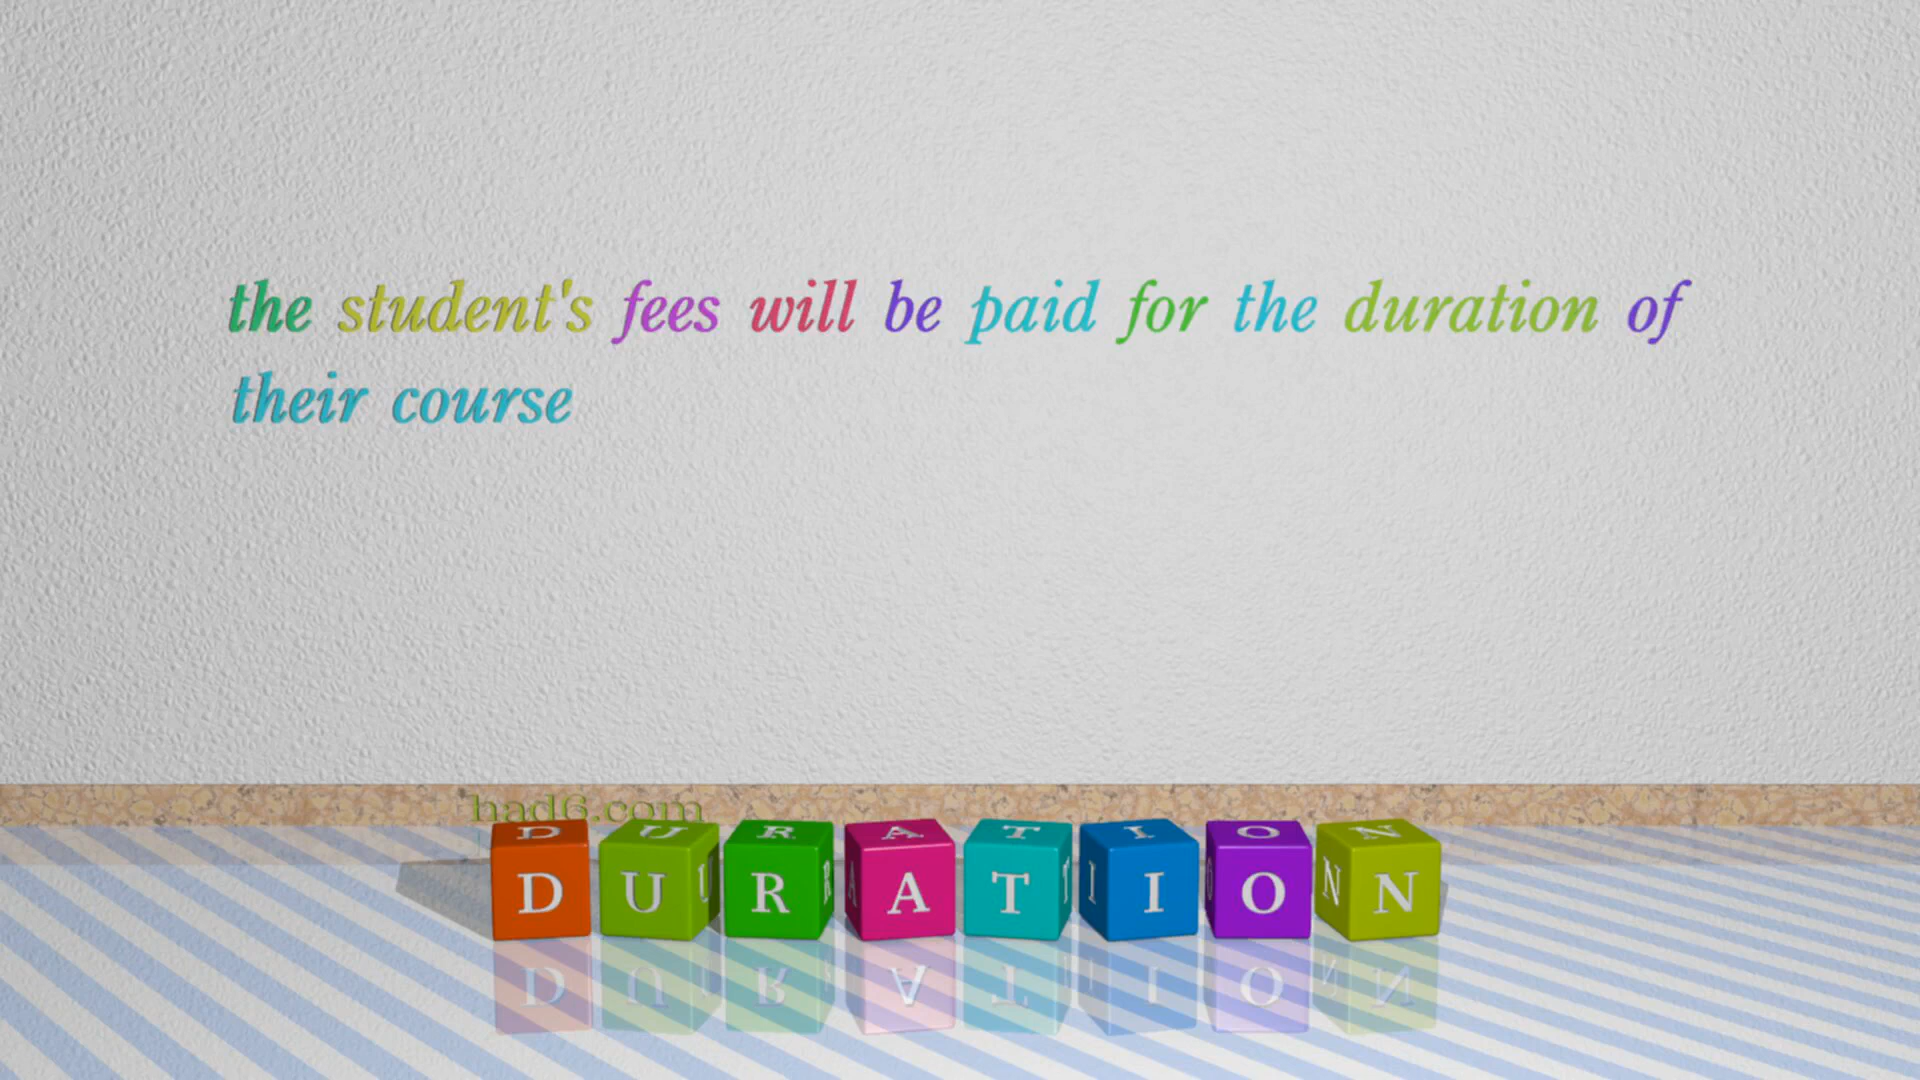 the student's fees will be paid for the duration of
their course
had6.com
DURATION